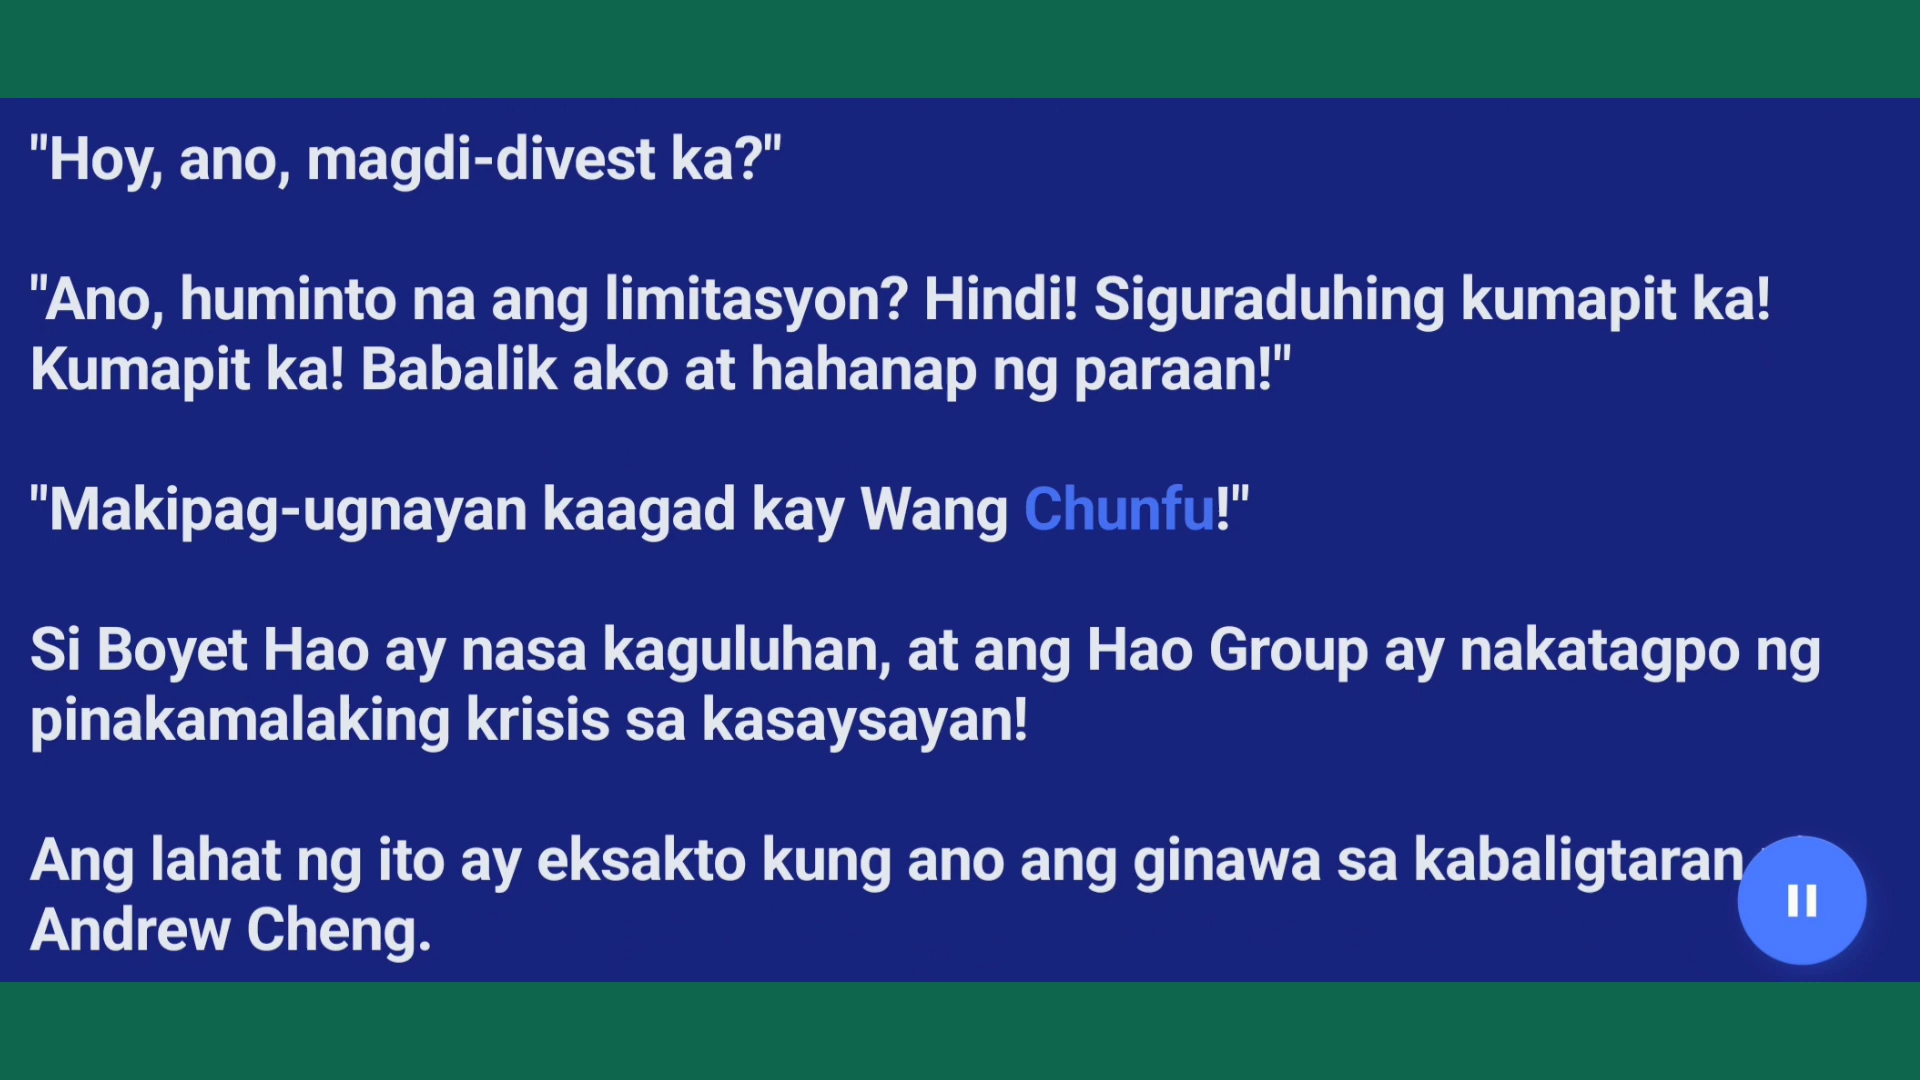 "Hoy, ano, magdi-divest ka?"
"Ano, huminto na ang limitasyon? Hindi! Siguraduhing kumapit ka!
Kumapit ka! Babalik ako at hahanap ng paraan!"
"Makipag-ugnayan kaagad kay Wang Chunfu!"
Si Boyet Hao ay nasa kaguluhan, at ang Hao Group ay nakatagpo ng
pinakamalaking krisis sa kasaysayan!
Ang lahat ng ito ay eksakto kung ano ang ginawa sa kabaligtaran
Andrew Cheng.